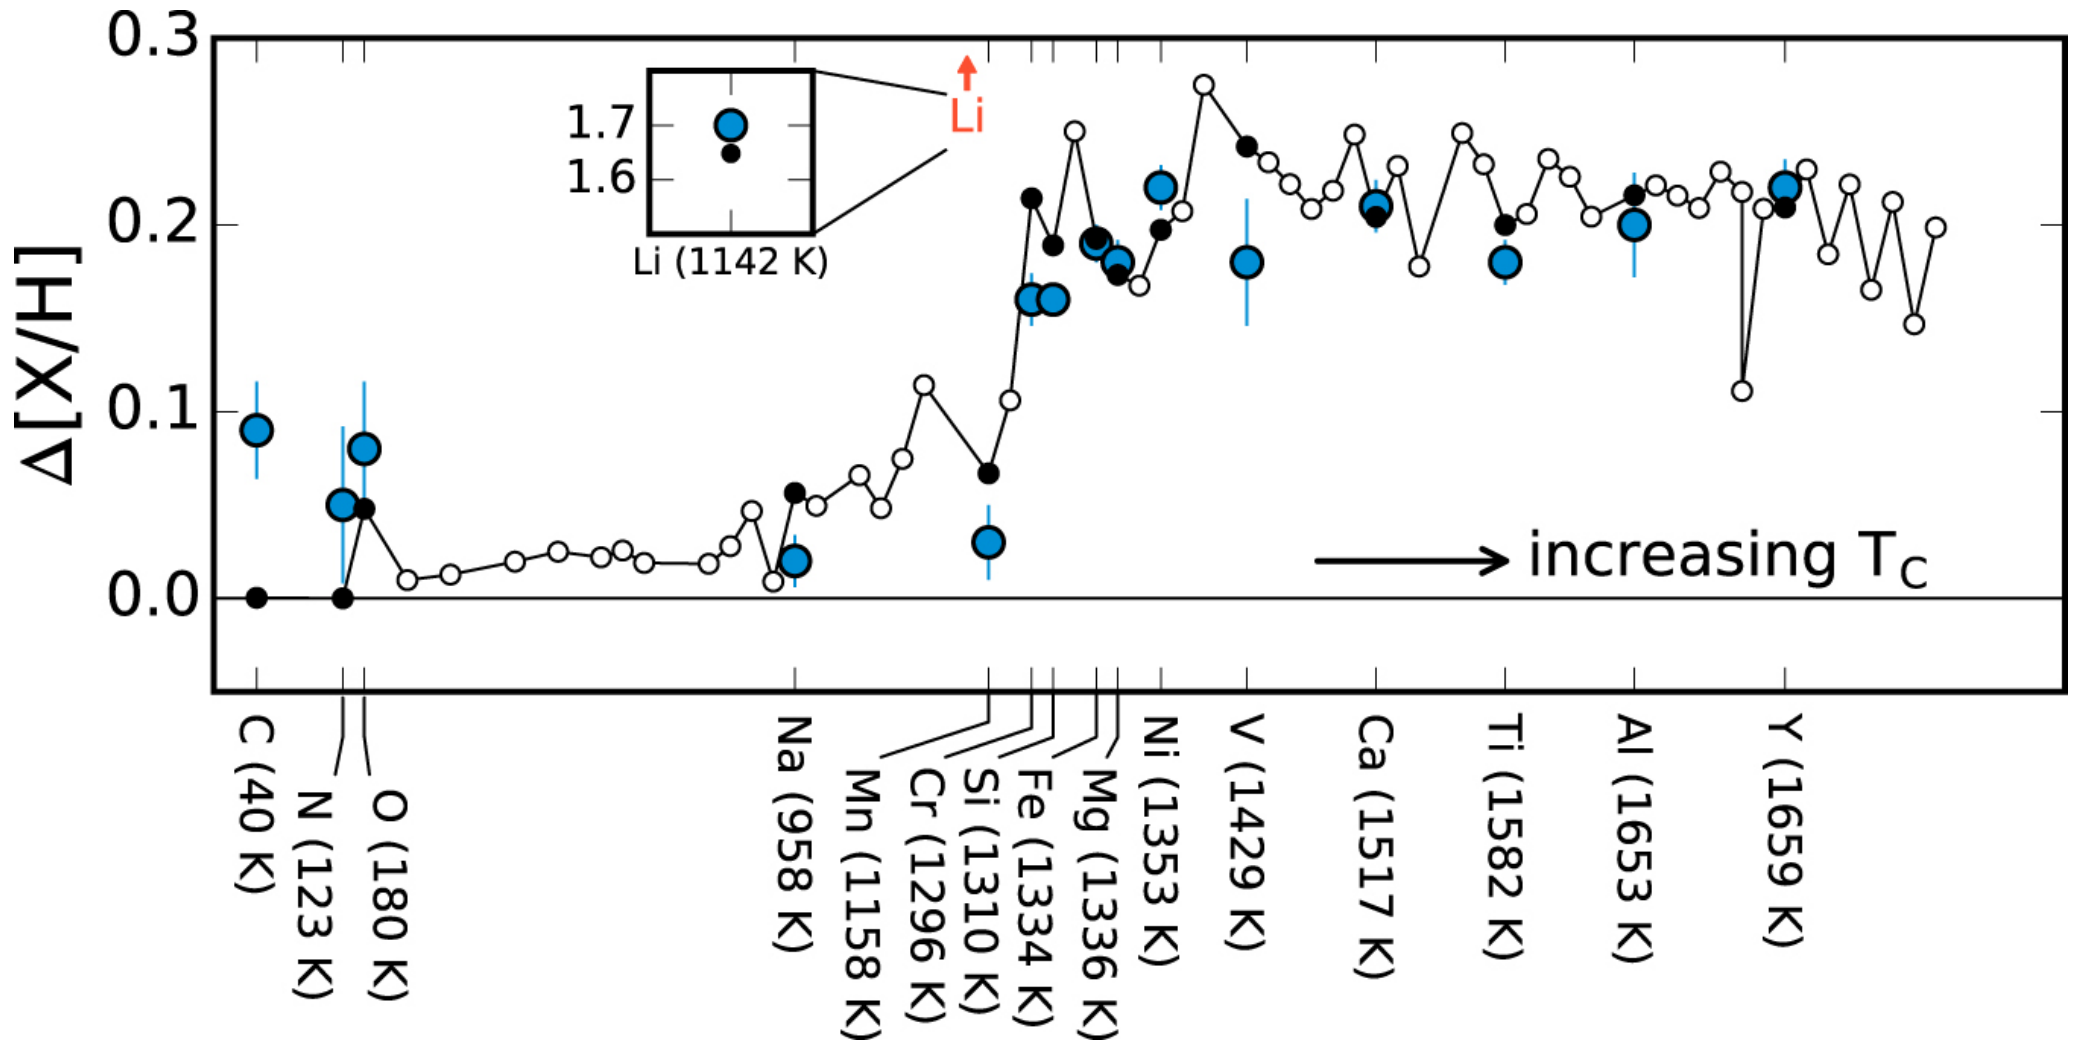 Δ[X/H]
0.3
0.2
0.1
0.0
1.7
1.6
Li (1142 K)
Li
increasing T_C
C (40 K)
N (123 K)
O (180 K)
Na (958 K)
Mn (1158 K)
Cr (1296 K)
Si (1310 K)
Fe (1334 K)
Mg (1336 K)
Ni (1353 K)
V (1429 K)
Ca (1517 K)
Ti (1582 K)
Al (1653 K)
Y (1659 K)